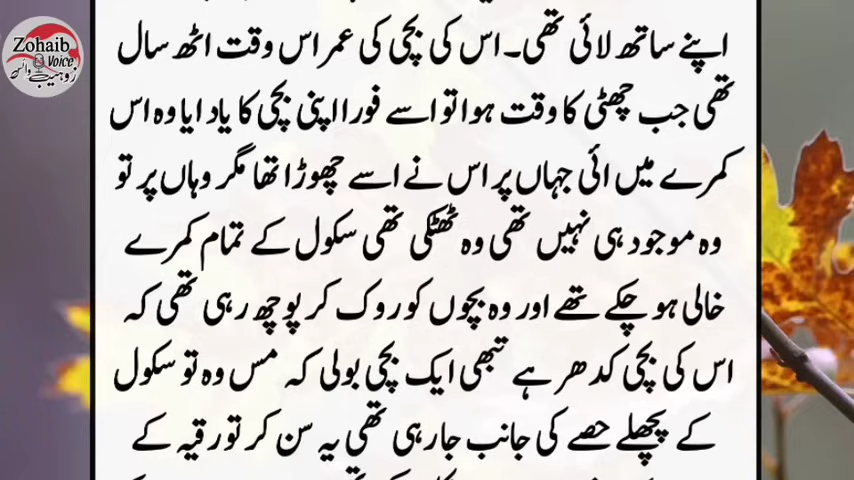 Zohaib
Voice
زوہیب وائس
اپنے ساتھ لائی تھی۔ اس کی بچی کی عمر اس وقت اٹھ سال
تھی جب چھٹی کا وقت ہوا تو اسے فورا اپنی بچی کا یاد ایا وہ اس
کمرے میں ائی جہاں پر اس نے اسے چھوڑا تھا مگر وہاں پر تو
وہ موجود ہی نہیں تھی وہ ٹھٹکی تھی سکول کے تمام کمرے
خالی ہو چکے تھے اور وہ بچوں کو روک کر پوچھ رہی تھی کہ
اس کی بچی کدھر ہے تبھی ایک بچی بولی کہ مس وہ تو سکول
کے پچھلے حصے کی جانب جا رہی تھی یہ سن کر تو رقیہ کے